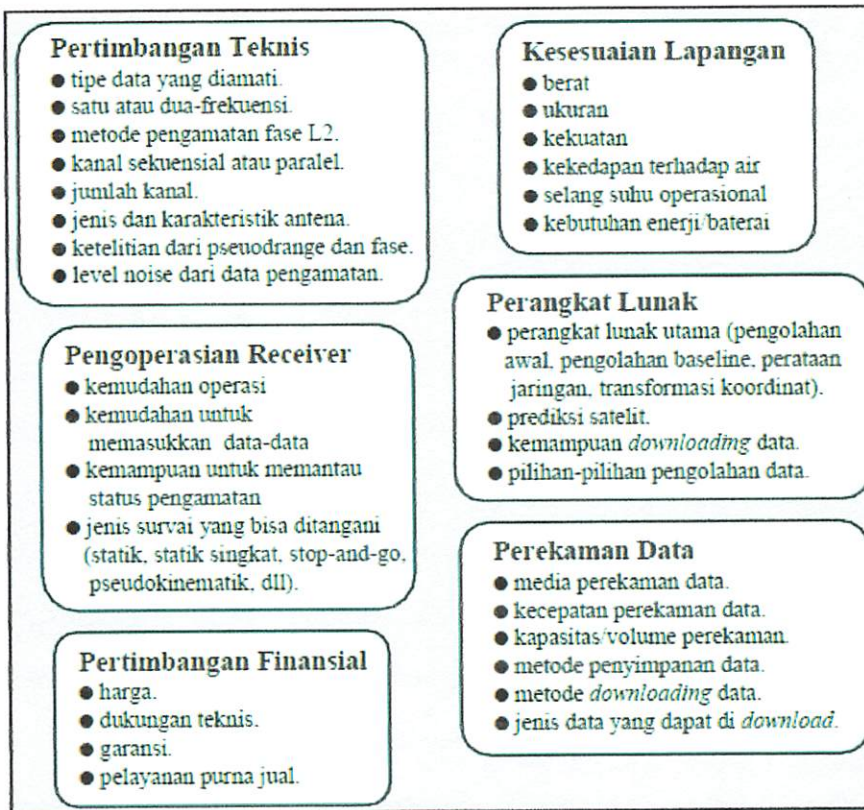 Pertimbangan Teknis
● tipe data yang diamati.
● satu atau dua-frekuensi.
● metode pengamatan fase L2.
● kanal sekuensial atau paralel.
● jumlah kanal.
● jenis dan karakteristik antena.
● ketelitian dari pseuodrange dan fase.
● level noise dari data pengamatan.
Pengoperasian Receiver
● kemudahan operasi
● kemudahan untuk
memasukkan data-data
● kemampuan untuk memantau
status pengamatan
● jenis survai yang bisa ditangani
(statik, statik singkat, stop-and-go,
pseudokinematik, dll).
Pertimbangan Finansial
● harga.
● dukungan teknis.
● garansi.
● pelayanan purna jual.
Kesesuaian Lapangan
● berat
● ukuran
● kekuatan
● kekedapan terhadap air
● selang suhu operasional
● kebutuhan enerji/baterai
Perangkat Lunak
● perangkat lunak utama (pengolahan
awal, pengolahan baseline, perataan
jaringan, transformasi koordinat).
● prediksi satelit.
● kemampuan downloading data.
● pilihan-pilihan pengolahan data.
Perekaman Data
● media perekaman data.
● kecepatan perekaman data.
● kapasitas/volume perekaman.
● metode penyimpanan data.
● metode downloading data.
● jenis data yang dapat di download.